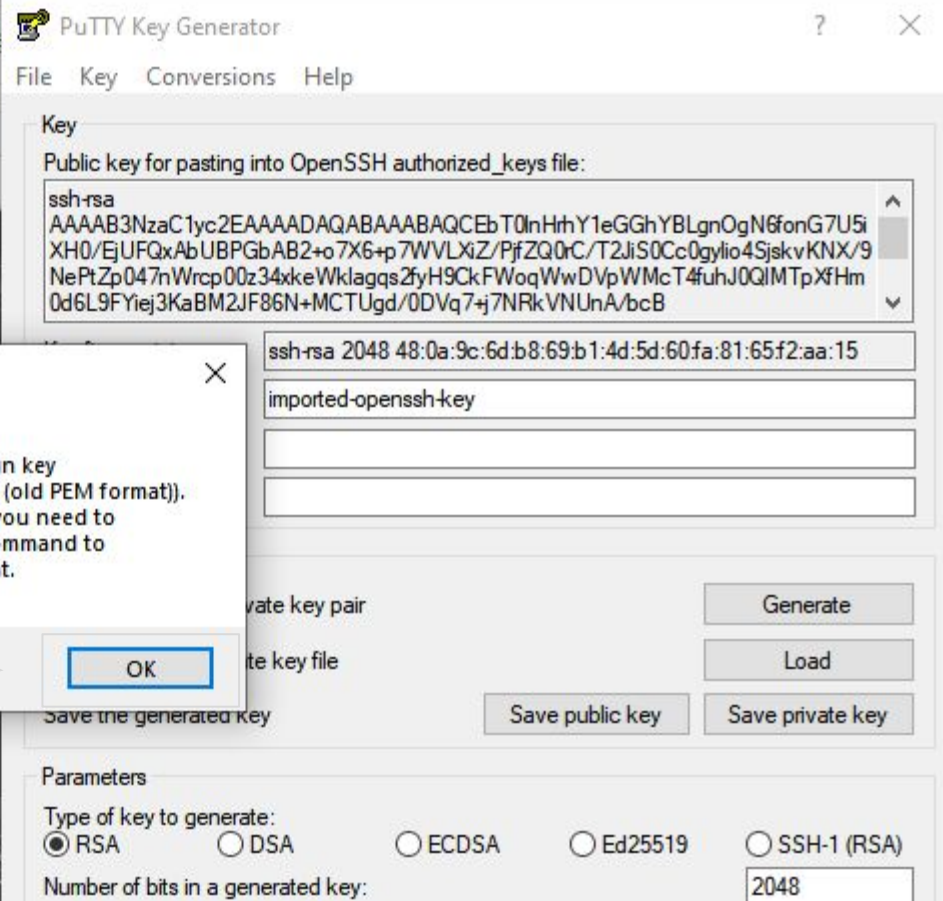 PuTTY Key Generator
?
File Key Conversions Help
Key
Public key for pasting into OpenSSH authorized_keys file:
ssh-rsa
AAAAB3NzaC1yc2EAAAADAQABAAABAQCEbT0lnHrhY1eGGhYBLgnOgN6fonG7U5i
XH0/EjUFQxAbUBPGbAB2+o7X6+p7WVLXiZ/PjfZQ0rC/T2JiS0Cc0gylio4SjskvKNX/9
NePtZp047nWrcp00z34xkeWklagqs2fyH9CkFWoqWwDVpWMcT4fuhJ0QIMTpXfHm
0d6L9FYiej3KaBM2JF86N+MCTUgd/0DVq7+j7NRkVNUnA/bcB
ssh-rsa 2048 48:0a:9c:6d:b8:69:b1:4d:5d:60:fa:81:65:f2:aa:15
imported-openssh-key
key
(old PEM format)).
you need to
ommand to
t.
OK
vate key pair
Generate
te key file
Load
Save the generated key
Save public key
Save private key
Parameters
Type of key to generate:
RSA DSA ECDSA Ed25519 SSH-1 (RSA)
Number of bits in a generated key:
2048